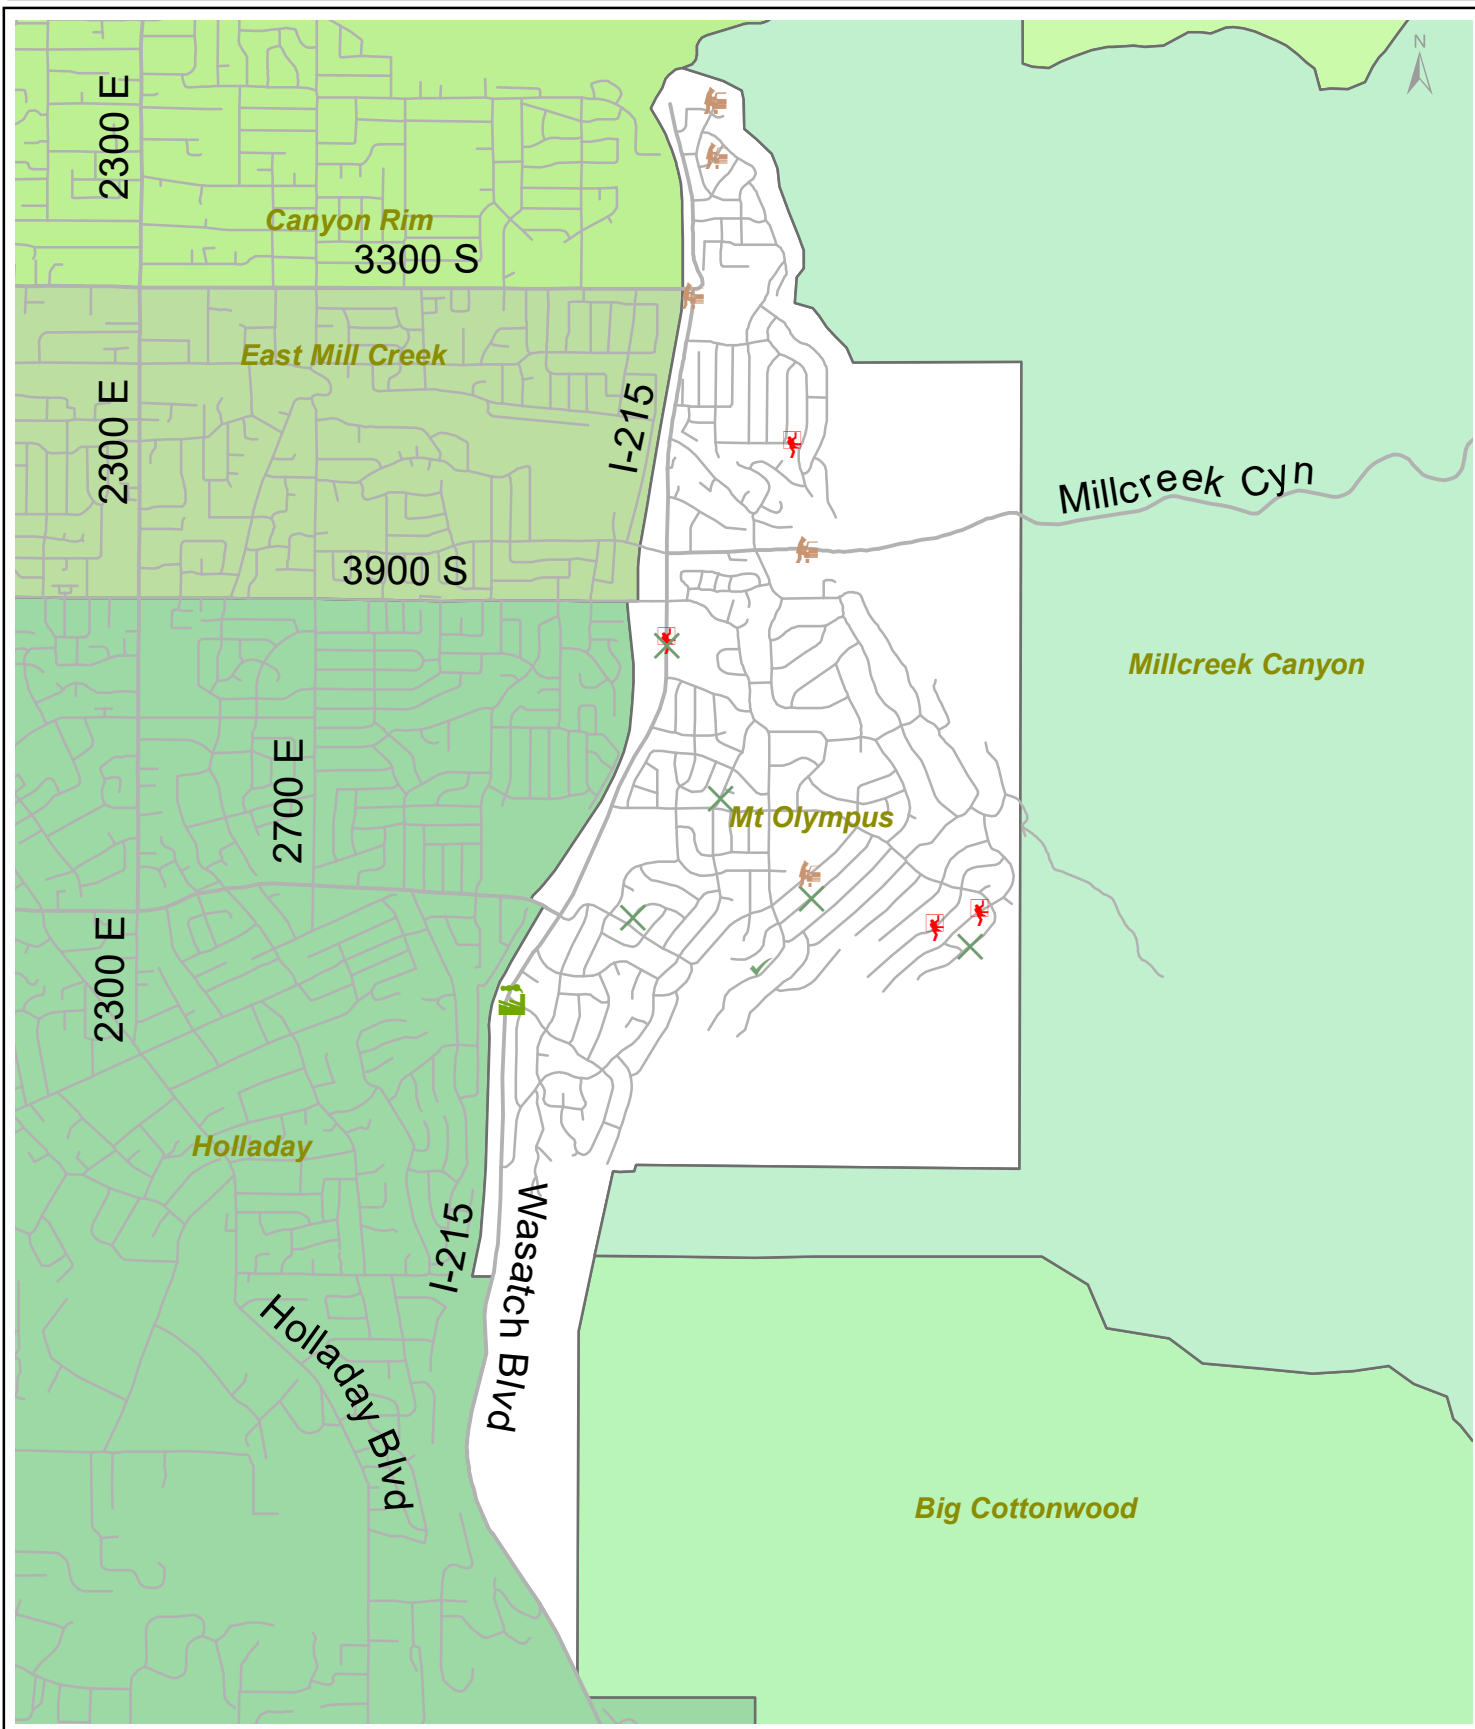 N
2300 E
Canyon Rim
3300 S
East Mill Creek
2300 E
I-215
Millcreek Cyn
3900 S
Millcreek Canyon
2700 E
Mt Olympus
2300 E
Holladay
I-215
Wasatch Blvd
Holladay Blvd
Big Cottonwood